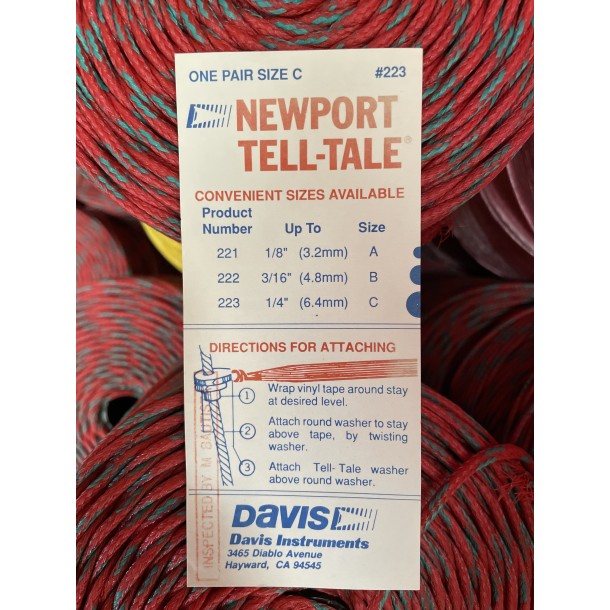 ONE PAIR SIZE C #223
NEWPORT
TELL-TALE®
CONVENIENT SIZES AVAILABLE
Product
Number Up To Size
221 1/8" (3.2mm) A
222 3/16" (4.8mm) B
223 1/4" (6.4mm) C
DIRECTIONS FOR ATTACHING
1 Wrap vinyl tape around stay
at desired level.
2 Attach round washer to stay
above tape, by twisting
washer.
3 Attach Tell-Tale washer
above round washer.
INSPECTED BY M
DAVIS
Davis Instruments
3465 Diablo Avenue
Hayward, CA 94545